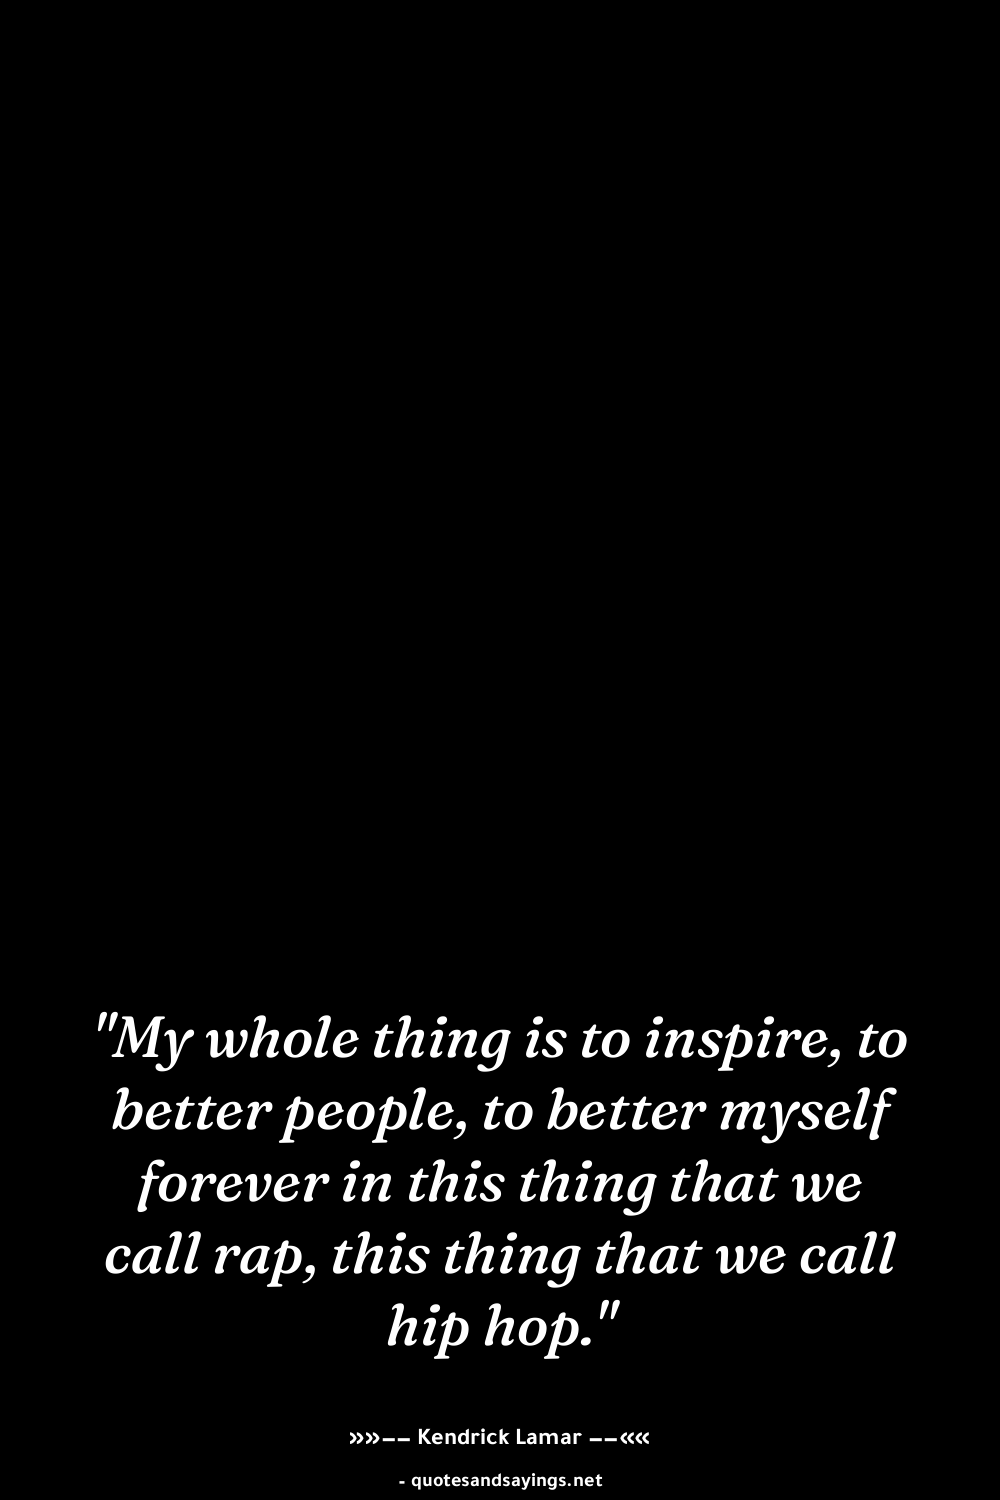 "My whole thing is to inspire, to
better people, to better myself
forever in this thing that we
call rap, this thing that we call
hip hop."
»»−− Kendrick Lamar −−««
- quotesandsayings.net